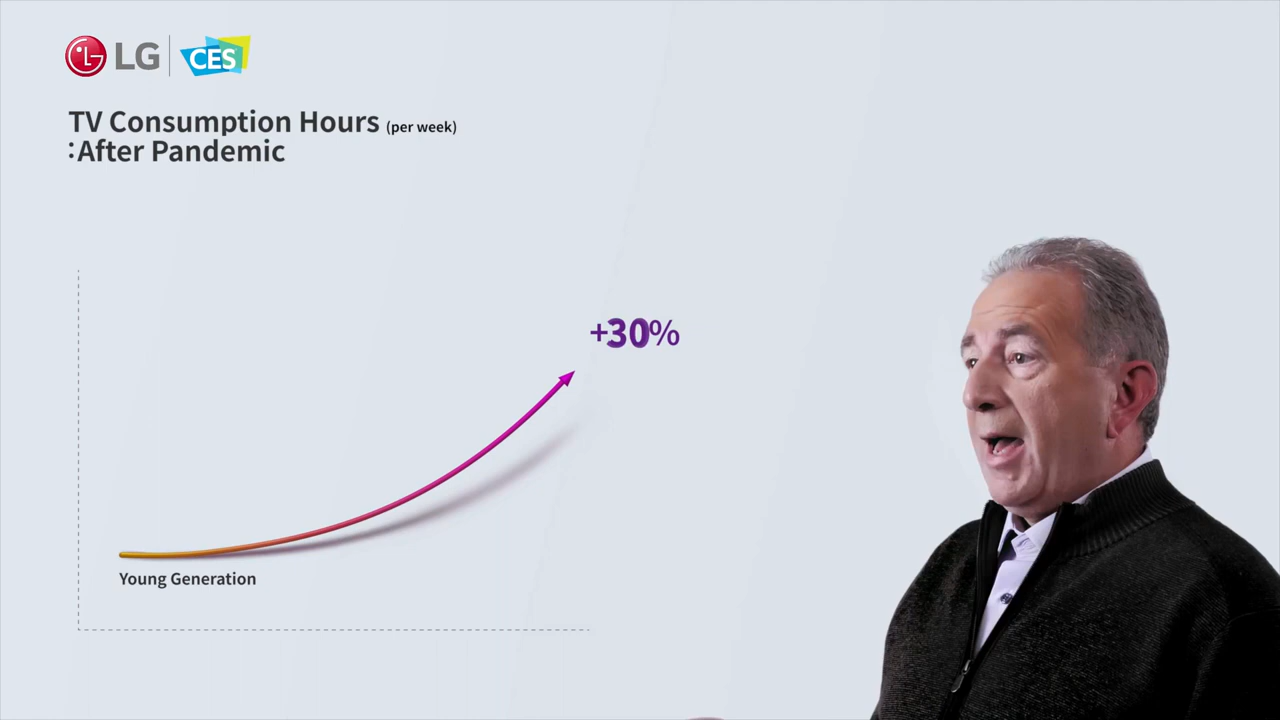 LG
CES
TV Consumption Hours (per week)
:After Pandemic
+30%
Young Generation